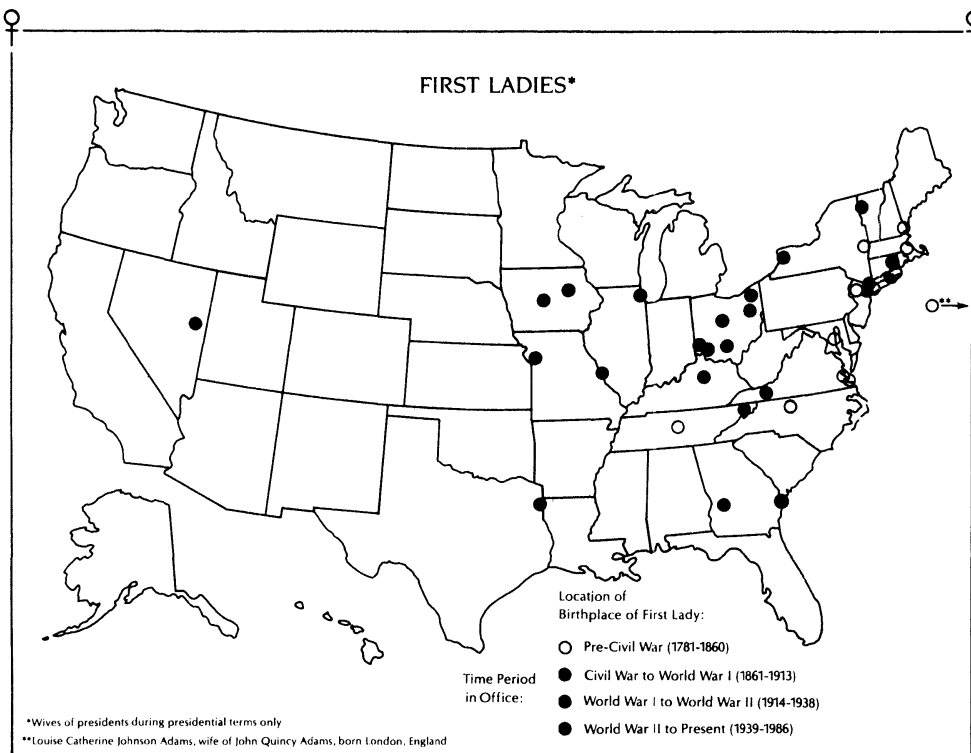 FIRST LADIES*
**
Location of
Birthplace of First Lady:
Pre-Civil War (1781-1860)
Time Period
in Office:
Civil War to World War I (1861-1913)
World War I to World War II (1914-1938)
World War II to Present (1939-1986)
*Wives of presidents during presidential terms only
**Louise Catherine Johnson Adams, wife of John Quincy Adams, born London, England